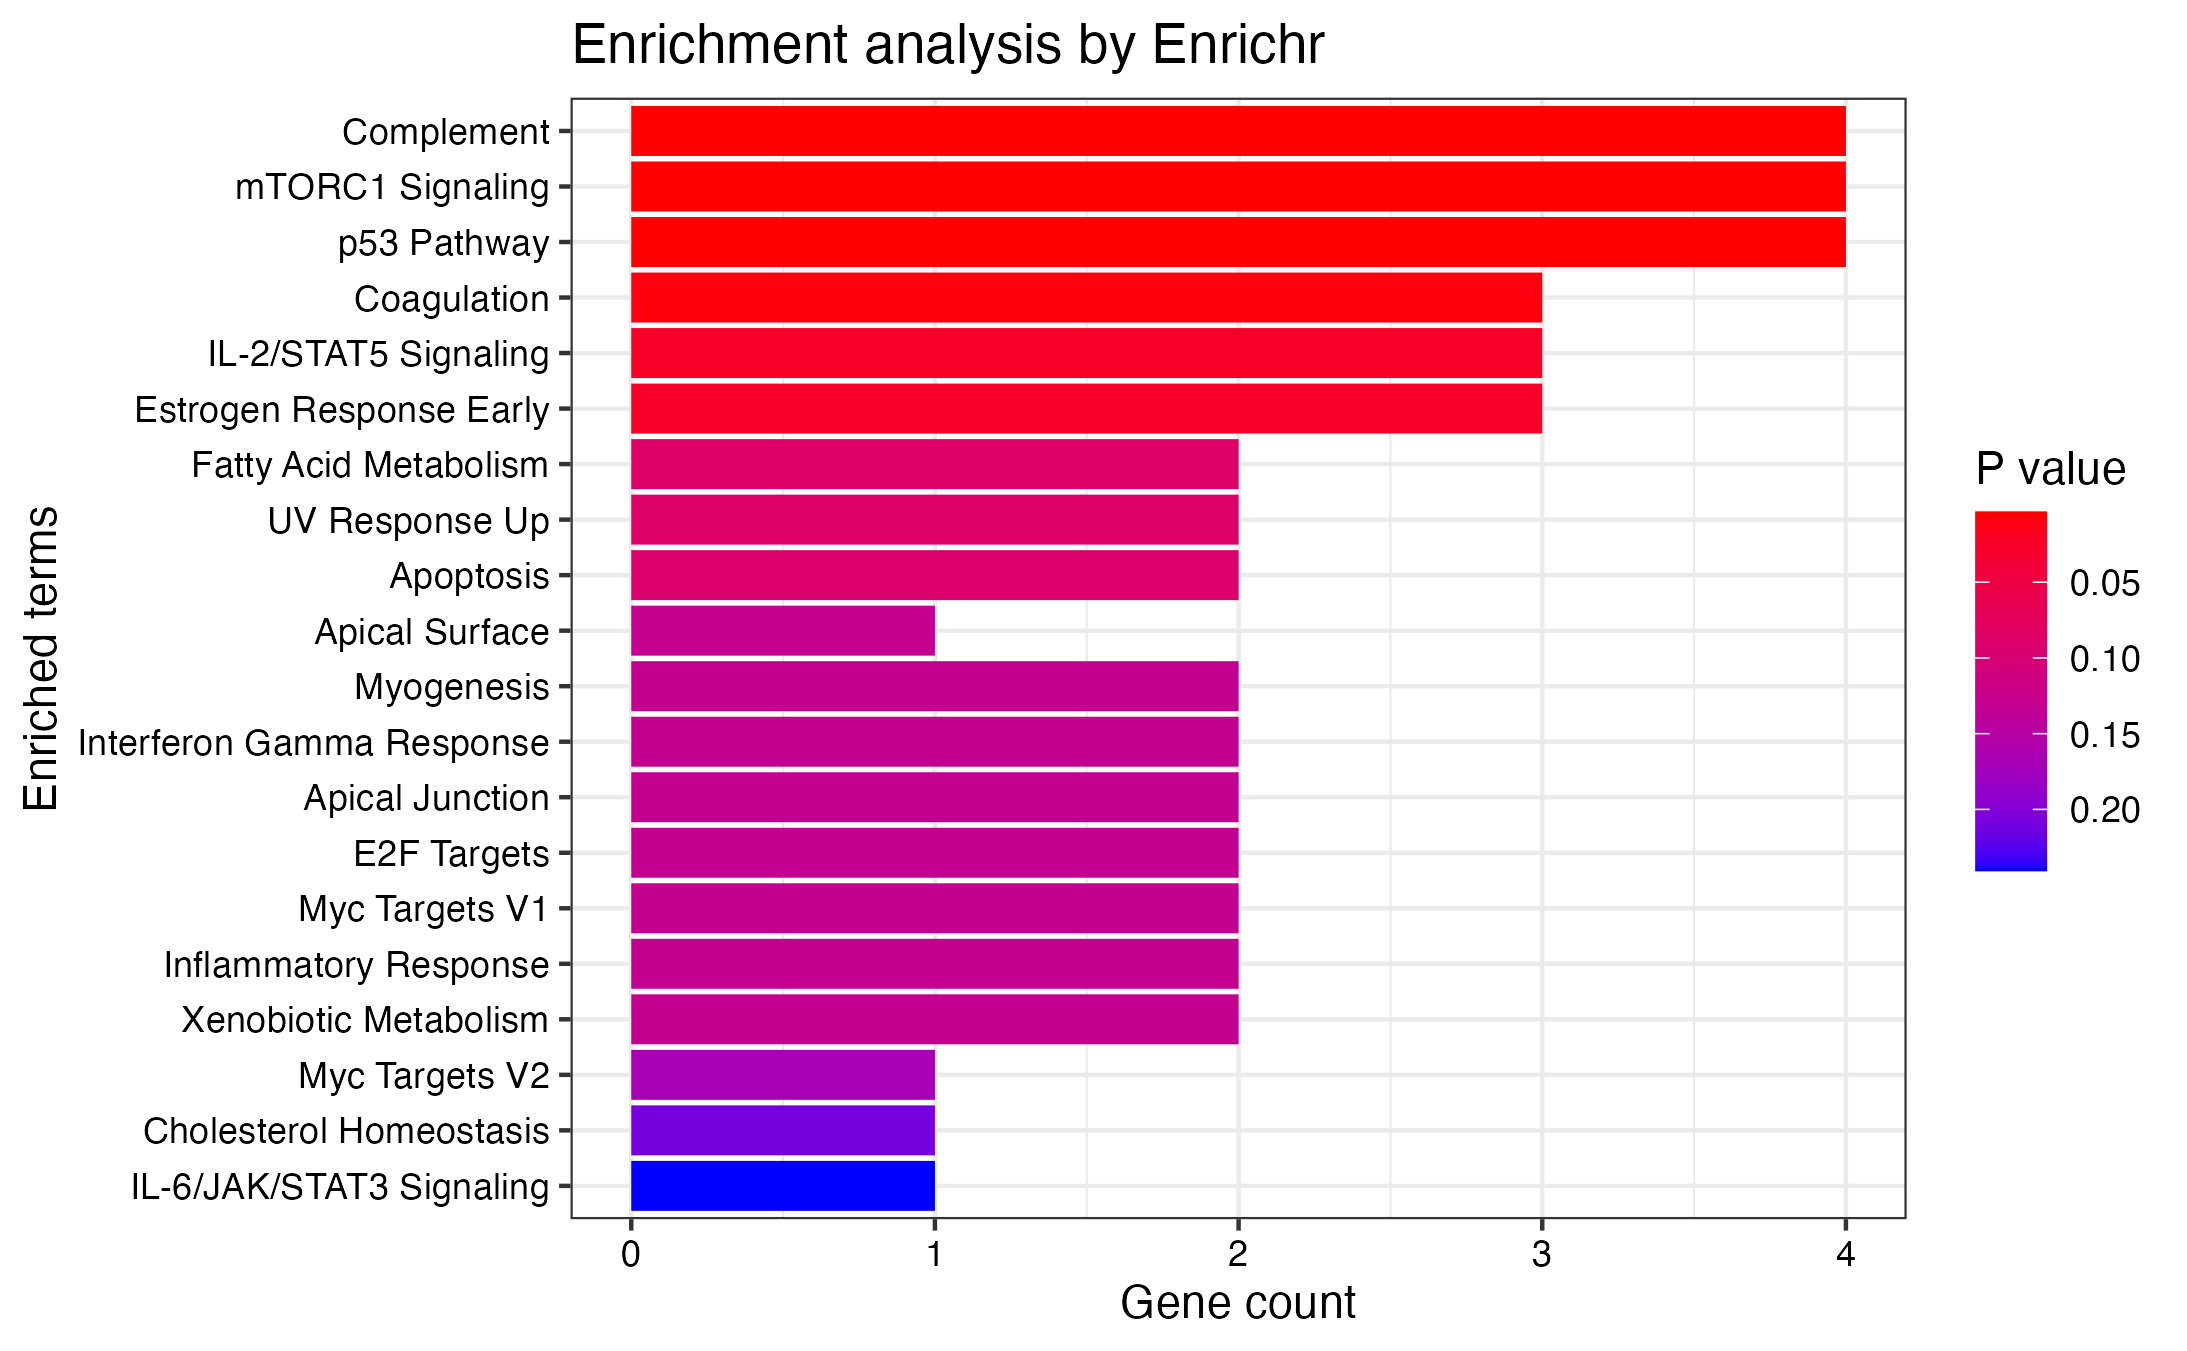 Enrichment analysis by Enrichr
Enriched terms
Complement
mTORC1 Signaling
p53 Pathway
Coagulation
IL-2/STAT5 Signaling
Estrogen Response Early
Fatty Acid Metabolism
UV Response Up
Apoptosis
Apical Surface
Myogenesis
Interferon Gamma Response
Apical Junction
E2F Targets
Myc Targets V1
Inflammatory Response
Xenobiotic Metabolism
Myc Targets V2
Cholesterol Homeostasis
IL-6/JAK/STAT3 Signaling
0 1 2 3 4
Gene count
P value
0.05
0.10
0.15
0.20